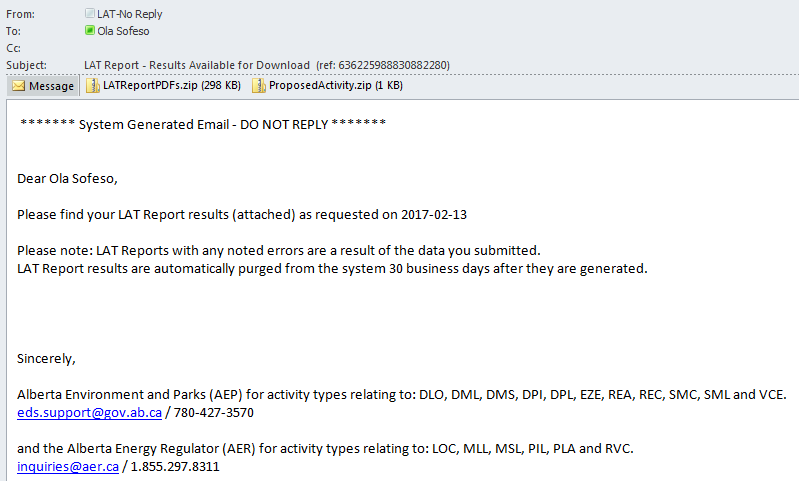 From: LAT-No Reply
To: Ola Sofeso
Cc:
Subject: LAT Report - Results Available for Download (ref: 636225988830882280)
Message LATReportPDFs.zip (298 KB) ProposedActivity.zip (1 KB)
******* System Generated Email - DO NOT REPLY *******
Dear Ola Sofeso,
Please find your LAT Report results (attached) as requested on 2017-02-13
Please note: LAT Reports with any noted errors are a result of the data you submitted.
LAT Report results are automatically purged from the system 30 business days after they are generated.
Sincerely,
Alberta Environment and Parks (AEP) for activity types relating to: DLO, DML, DMS, DPI, DPL, EZE, REA, REC, SMC, SML and VCE.
eds.support@gov.ab.ca / 780-427-3570
and the Alberta Energy Regulator (AER) for activity types relating to: LOC, MLL, MSL, PIL, PLA and RVC.
inquiries@aer.ca / 1.855.297.8311